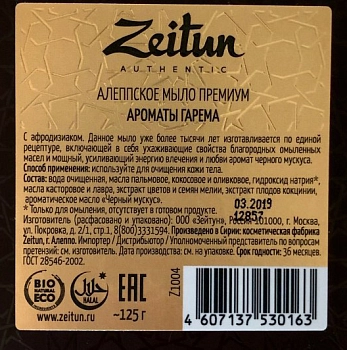 Zeitun
AUTHENTIC
АЛЕППСКОЕ МЫЛО ПРЕМИУМ
АРОМАТЫ ГАРЕМА
С афродизиаком. Данное мыло уже более тысячи лет изготавливается по единой
рецептуре, включающей в себя ухаживающие свойства благородных омыленных
масел и мощный, усиливающий энергию влечения и любви аромат черного мускуса.
Способ применения: используйте для очищения кожи тела.
Состав: вода очищенная, масла пальмовое, кокосовое и оливковое, гидроксид натрия*,
масла касторовое и лавра, экстракт цветов и семян мелии, экстракт плодов кокцинии,
ароматическое масло «Черный мускус».
* Только для омыления, отсутствует в готовом продукте.
03.2019
12857
Изготовитель (расфасовано и упаковано): ООО «Зейтун», Россия, 101000, г. Москва,
ул. Покровка, д. 2/1, стр.1, 8(800)3331594. Произведено в Сирии: косметическая фабрика
Zeitun, г. Алеппо. Импортер / Дистрибьютор / Уполномоченный представитель по вопросам
претензий: см. изготовитель. Дата изготовления: см. на упаковке. Срок годности: 36 месяцев.
ГОСТ 28546-2002.
BIO
NATURAL
ECO
HALAL
EAC
www.zeitun.ru
~125 г
Z1004
4 607137 530163